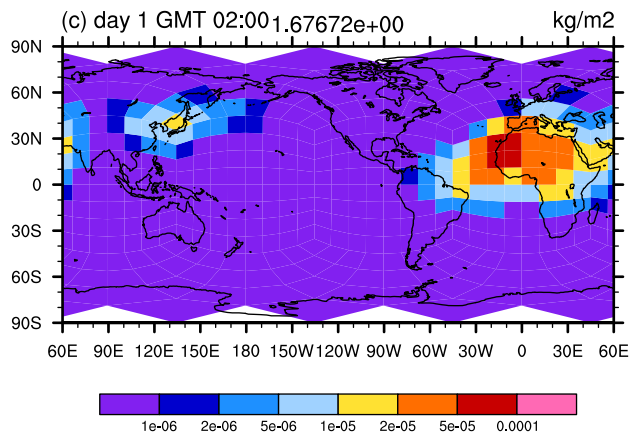 (c) day 1 GMT 02:00 1.67672e+00 kg/m2
90N
60N
30N
0
30S
60S
90S
60E 90E 120E 150E 180 150W 120W 90W 60W 30W 0 30E 60E
1e-06 2e-06 5e-06 1e-05 2e-05 5e-05 0.0001